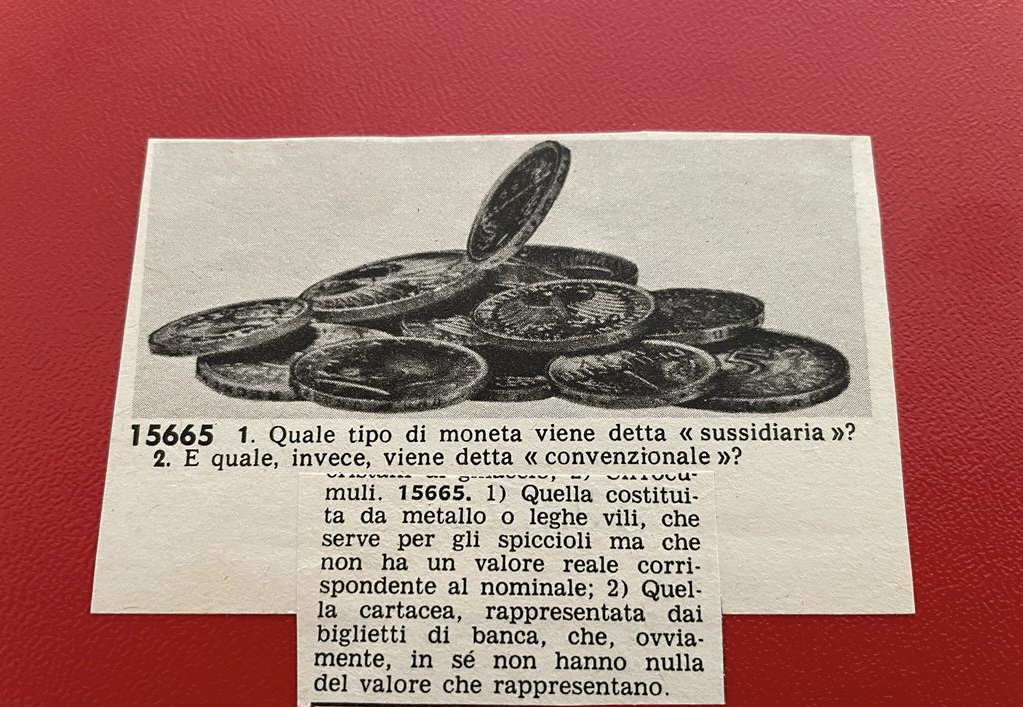 15665 1. Quale tipo di moneta viene detta « sussidiaria »?
2. E quale, invece, viene detta « convenzionale »?
muli. 15665. 1) Quella costitui-
ta da metallo o leghe vili, che
serve per gli spiccioli ma che
non ha un valore reale corri-
spondente al nominale; 2) Quel-
la cartacea, rappresentata dai
biglietti di banca, che, ovvia-
mente, in sé non hanno nulla
del valore che rappresentano.